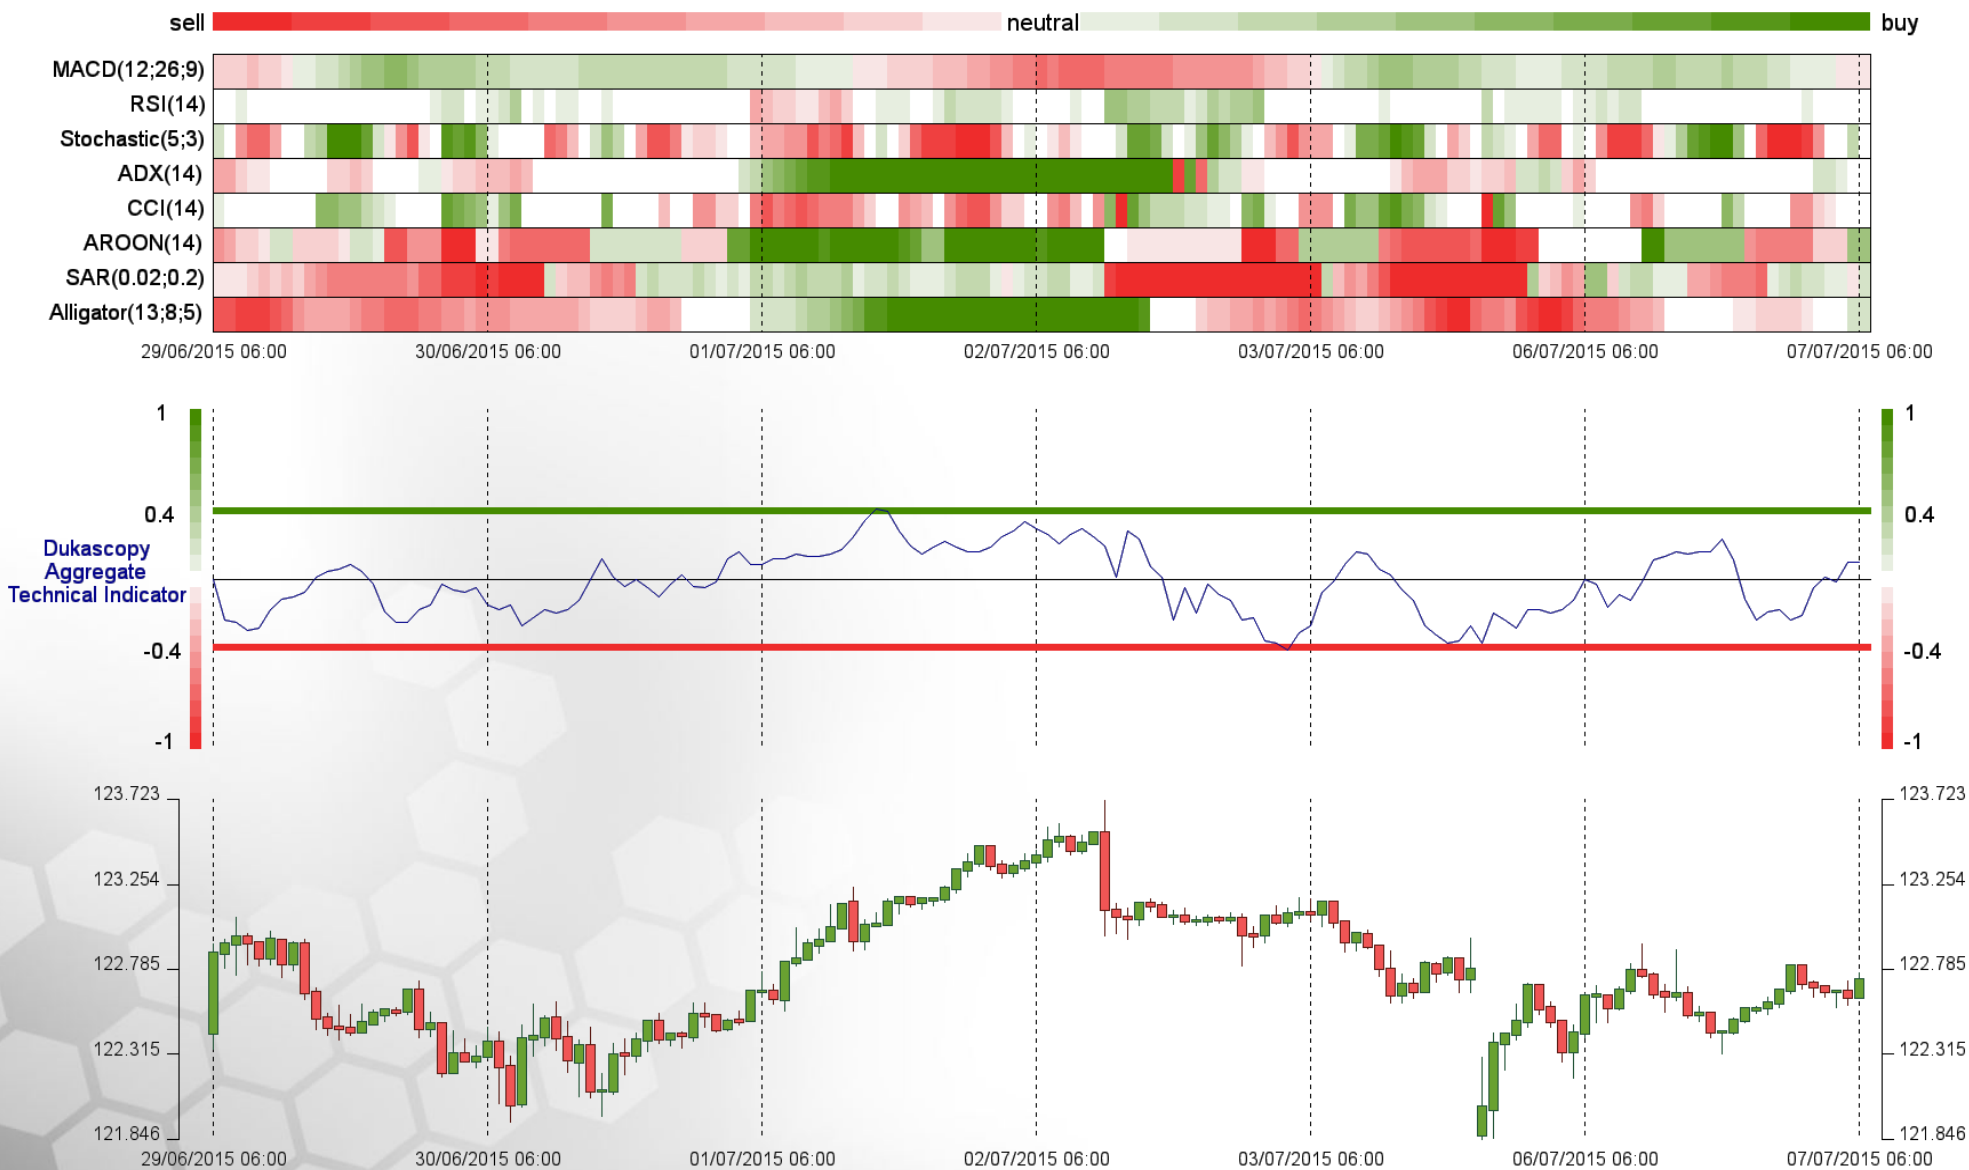 sell neutral buy
MACD(12;26;9)
RSI(14)
Stochastic(5;3)
ADX(14)
CCI(14)
AROON(14)
SAR(0.02;0.2)
Alligator(13;8;5)
29/06/2015 06:00 30/06/2015 06:00 01/07/2015 06:00 02/07/2015 06:00 03/07/2015 06:00 06/07/2015 06:00 07/07/2015 06:00
1 1
0.4 0.4
Dukascopy
Aggregate
Technical Indicator
-0.4 -0.4
-1 -1
123.723 123.723
123.254 123.254
122.785 122.785
122.315 122.315
121.846 121.846
29/06/2015 06:00 30/06/2015 06:00 01/07/2015 06:00 02/07/2015 06:00 03/07/2015 06:00 06/07/2015 06:00 07/07/2015 06:00